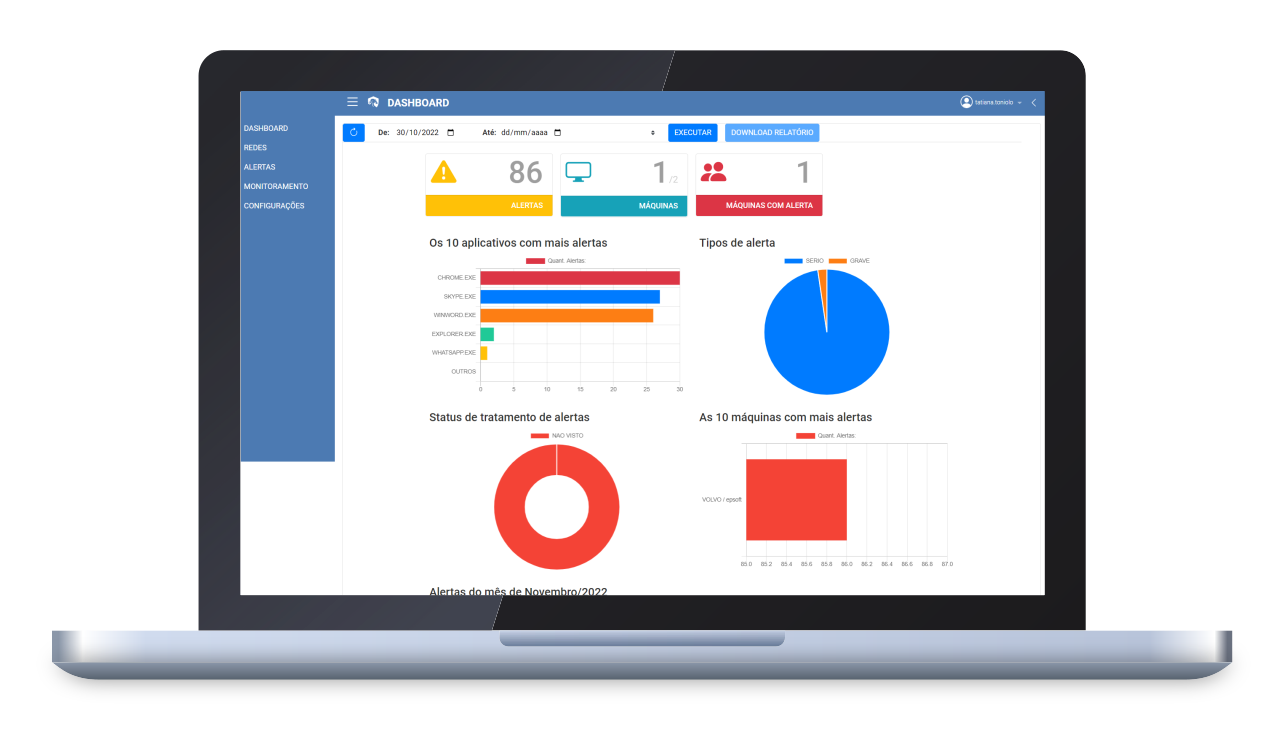 DASHBOARD
tatiana.toniolo
DASHBOARD
REDES
ALERTAS
MONITORAMENTO
CONFIGURAÇÕES
De: 30/10/2022 Até: dd/mm/aaaa EXECUTAR DOWNLOAD RELATÓRIO
86
ALERTAS
1/2
MÁQUINAS
1
MÁQUINAS COM ALERTA
Os 10 aplicativos com mais alertas
Quant. Alertas:
CHROME.EXE
SKYPE.EXE
WINWORD.EXE
EXPLORER.EXE
WHATSAPP.EXE
OUTROS
0 5 10 15 20 25 30
Tipos de alerta
SERIO GRAVE
Status de tratamento de alertas
NAO VISTO
As 10 máquinas com mais alertas
Quant. Alertas:
VOLVO / epsoft
85.0 85.2 85.4 85.6 85.8 86.0 86.2 86.4 86.6 86.8 87.0
Alertas do mês de Novembro/2022